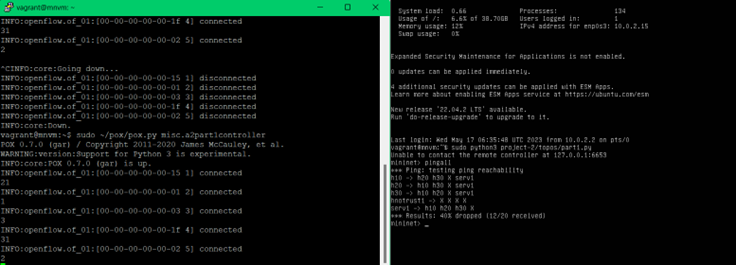 vagrant@mnvmc ~
INFO:openflow.of_01:[00-00-00-00-00-1f 4] connected
31
INFO:openflow.of_01:[00-00-00-00-00-02 5] connected
2
^CINFO:core:Going down...
INFO:openflow.of_01:[00-00-00-00-00-15 1] disconnected
INFO:openflow.of_01:[00-00-00-00-00-01 2] disconnected
INFO:openflow.of_01:[00-00-00-00-00-03 3] disconnected
INFO:openflow.of_01:[00-00-00-00-00-1f 4] disconnected
INFO:openflow.of_01:[00-00-00-00-00-02 5] disconnected
INFO:core:Down.
vagrant@mnvm:~$ sudo ~/pox/pox.py misc.a2part1controller
POX 0.7.0 (gar) / Copyright 2011-2020 James McCauley, et al.
WARNING:version:Support for Python 3 is experimental.
INFO:core:POX 0.7.0 (gar) is up.
INFO:openflow.of_01:[00-00-00-00-00-15 1] connected
21
INFO:openflow.of_01:[00-00-00-00-00-01 2] connected
1
INFO:openflow.of_01:[00-00-00-00-00-03 3] connected
3
INFO:openflow.of_01:[00-00-00-00-00-1f 4] connected
31
INFO:openflow.of_01:[00-00-00-00-00-02 5] connected
2
System load: 0.66 Processes: 134
Usage of /: 6.6% of 38.70GB Users logged in: 1
Memory usage: 12% IPv4 address for enp0s3: 10.0.2.15
Swap usage: 0%
Expanded Security Maintenance for Applications is not enabled.
0 updates can be applied immediately.
4 additional security updates can be applied with ESM Apps.
Learn more about enabling ESM Apps service at https://ubuntu.com/esm
New release '22.04.2 LTS' available.
Run 'do-release-upgrade' to upgrade to it.
Last login: Wed May 17 06:35:48 UTC 2023 from 10.0.2.2 on pts/0
vagrant@mnvm:~$ sudo python3 project-2/topos/part1.py
Unable to contact the remote controller at 127.0.0.1:6653
mininet> pingall
*** Ping: testing ping reachability
h10 -> h20 h30 X serv1
h20 -> h10 h30 X serv1
h30 -> h10 h20 X serv1
hnotrust1 -> X X X X
serv1 -> h10 h20 h30 X
*** Results: 40% dropped (12/20 received)
mininet> _